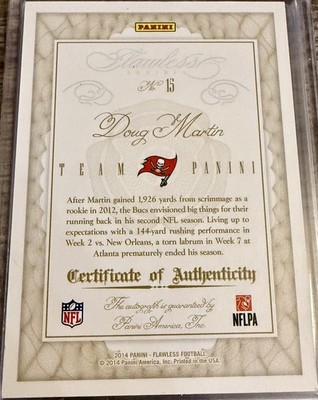 PANINI
Flawless
No. 15
Doug Martin
TEAM PANINI
After Martin gained 1,926 yards from scrimmage as a
rookie in 2012, the Bucs envisioned big things for their
running back in his second NFL season. Living up to
expectations with a 144-yard rushing performance in
Week 2 vs. New Orleans, a torn labrum in Week 7 at
Atlanta prematurely ended his season.
Certificate of Authenticity
The autograph is guaranteed by
Panini America, Inc.
NFL
NFLPA
2014 PANINI - FLAWLESS FOOTBALL
© 2014 Panini America, Inc. Printed in the USA.